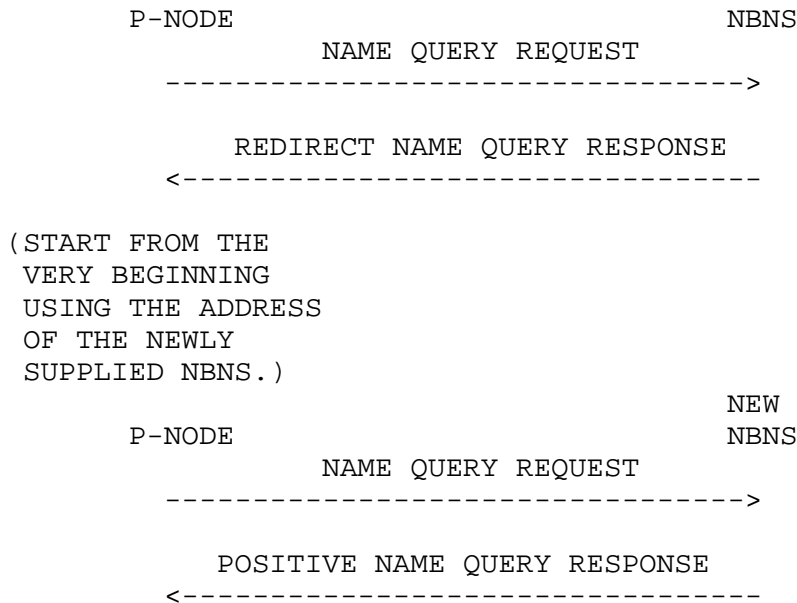 P-NODE NBNS
NAME QUERY REQUEST
--------------------------------->
REDIRECT NAME QUERY RESPONSE
<---------------------------------
(START FROM THE
VERY BEGINNING
USING THE ADDRESS
OF THE NEWLY
SUPPLIED NBNS.)
NEW
P-NODE NBNS
NAME QUERY REQUEST
--------------------------------->
POSITIVE NAME QUERY RESPONSE
<---------------------------------